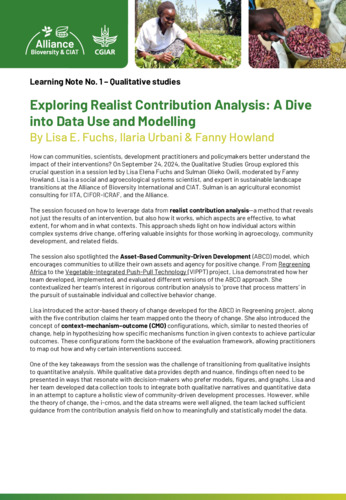 Alliance
Bioversity & CIAT
CGIAR
Learning Note No. 1 – Qualitative studies
Exploring Realist Contribution Analysis: A Dive
into Data Use and Modelling
By Lisa E. Fuchs, Ilaria Urbani & Fanny Howland
How can communities, scientists, development practitioners and policymakers better understand the
impact of their interventions? On September 24, 2024, the Qualitative Studies Group explored this
crucial question in a session led by Lisa Elena Fuchs and Sulman Olieko Owili, moderated by Fanny
Howland. Lisa is a social and agroecological systems scientist, and expert in sustainable landscape
transitions at the Alliance of Bioversity International and CIAT. Sulman is an agricultural economist
consulting for IITA, CIFOR-ICRAF, and the Alliance.
The session focused on how to leverage data from realist contribution analysis–a method that reveals
not just the results of an intervention, but also how it works, which aspects are effective, to what
extent, for whom, and in what contexts. This approach sheds light on how individual actors within
complex systems drive change, offering valuable insights for those working in agroecology, community
development, and related fields.
The session also spotlighted the Asset-Based Community-Driven Development (ABCD) model, which
encourages communities to utilize their own assets and agency for positive change. From Regreening
Africa to the Vegetable-Integrated Push-Pull Technology (VIPPT) project, Lisa demonstrated how her
team developed, implemented, and evaluated different versions of the ABCD approach. She
contextualized her team's interest in rigorous contribution analysis to 'prove that process matters' in
the pursuit of sustainable individual and collective behavior change.
Lisa introduced the actor-based theory of change developed for the ABCD in Regreening project, along
with the five contribution claims her team mapped onto the theory of change. She also introduced the
concept of context-mechanism-outcome (CMO) configurations, which, similar to nested theories of
change, help in hypothesizing how specific mechanisms function in given contexts to achieve particular
outcomes. These configurations form the backbone of the evaluation framework, allowing practitioners
to map out how and why certain interventions succeed.
One of the key takeaways from the session was the challenge of transitioning from qualitative insights
to quantitative analysis. While qualitative data provides depth and nuance, findings often need to be
presented in ways that resonate with decision-makers who prefer models, figures, and graphs. Lisa and
her team developed data collection tools to integrate both qualitative narratives and quantitative data
in an attempt to capture a holistic view of community-driven development processes. However, while
the theory of change, the i-cmos, and the data streams were well aligned, the team lacked sufficient
guidance from the contribution analysis field on how to meaningfully and statistically model the data.